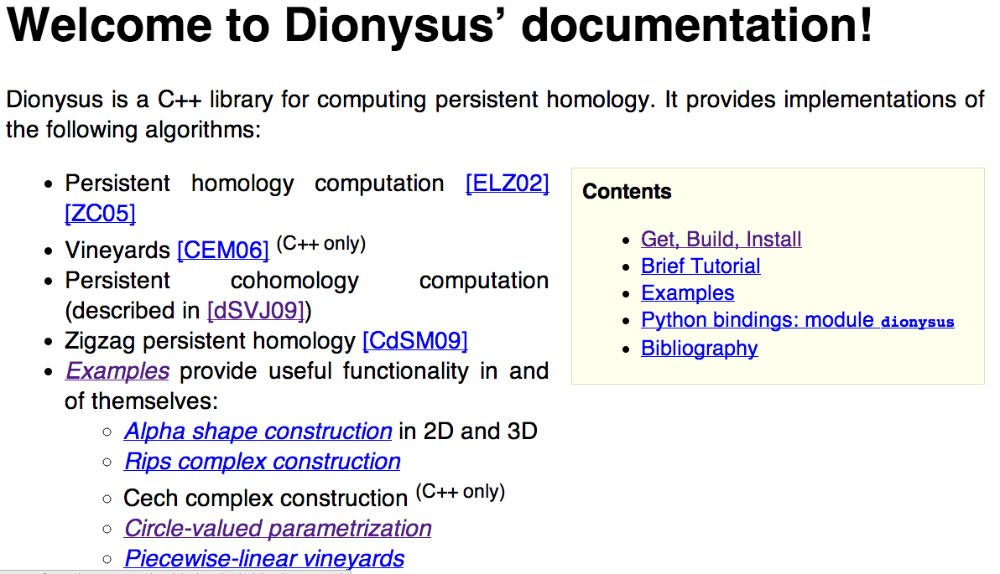 Welcome to Dionysus’ documentation!
Dionysus is a C++ library for computing persistent homology. It provides implementations of
the following algorithms:
Persistent homology computation [ELZ02]
[ZC05]
Vineyards [CEM06] (C++ only)
Persistent cohomology computation
(described in [dSVJ09])
Zigzag persistent homology [CdSM09]
Examples provide useful functionality in and
of themselves:
Alpha shape construction in 2D and 3D
Rips complex construction
Cech complex construction (C++ only)
Circle-valued parametrization
Piecewise-linear vineyards
Contents
Get, Build, Install
Brief Tutorial
Examples
Python bindings: module dionysus
Bibliography